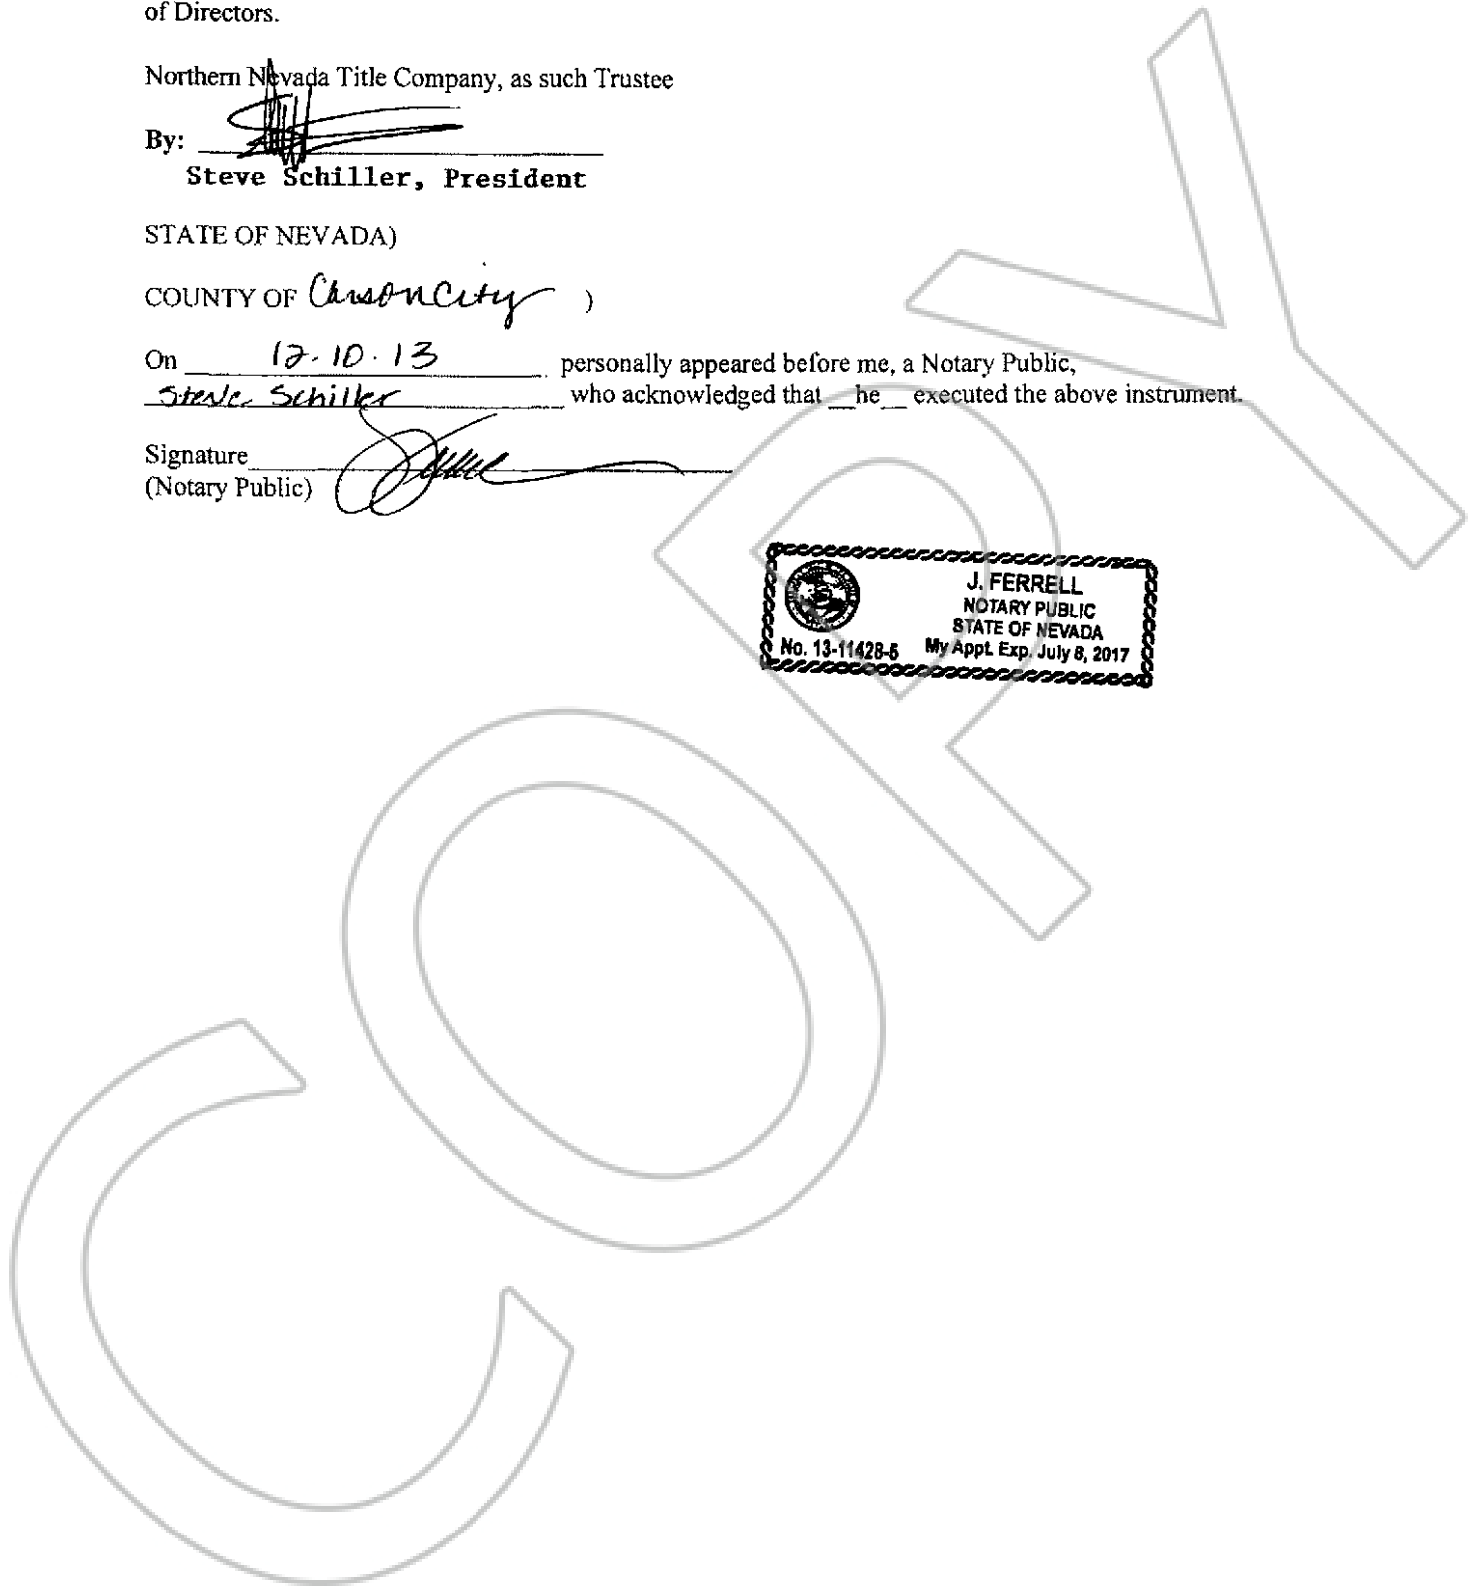 of Directors.
Northern Nevada Title Company, as such Trustee
By:
Steve Schiller, President
STATE OF NEVADA)
COUNTY OF Carson City )
On 12.10.13 personally appeared before me, a Notary Public,
Steve Schiller who acknowledged that __he__ executed the above instrument.
Signature
(Notary Public)
J. FERRELL
NOTARY PUBLIC
STATE OF NEVADA
No. 13-11428-5 My Appt. Exp. July 8, 2017
COPY